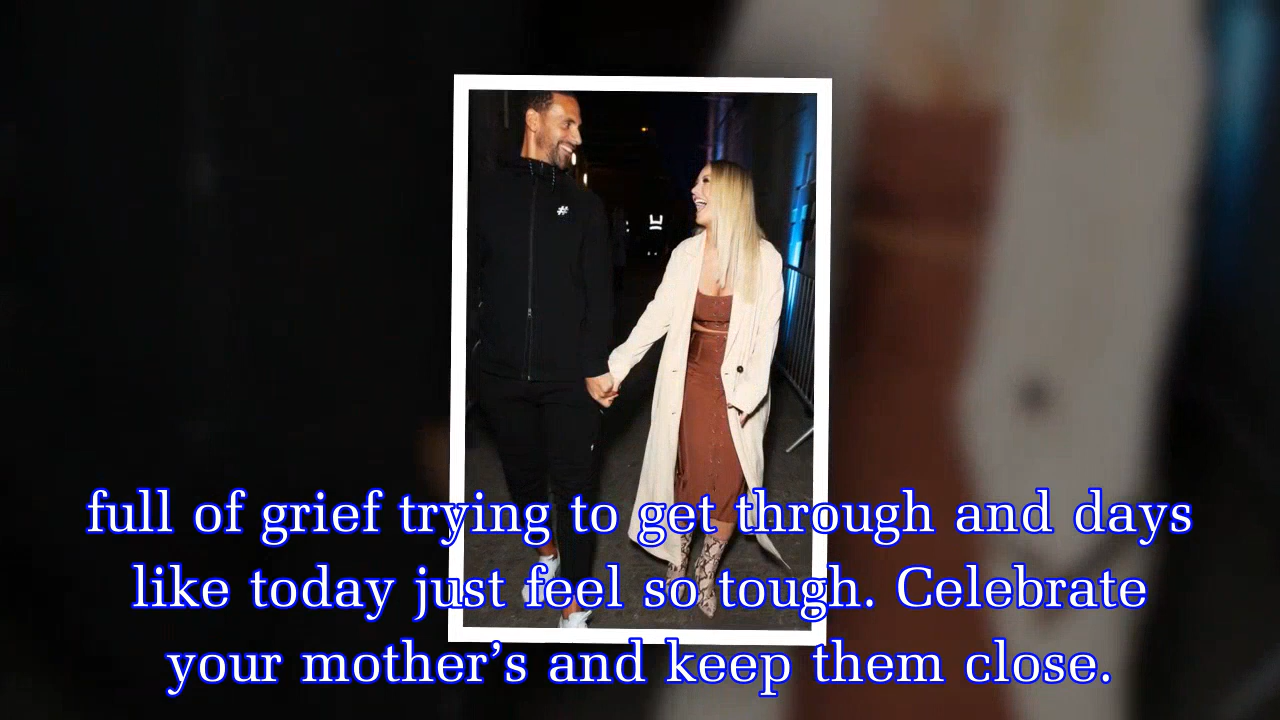 #
full of grief trying to get through and days
like today just feel so tough. Celebrate
your mother’s and keep them close.